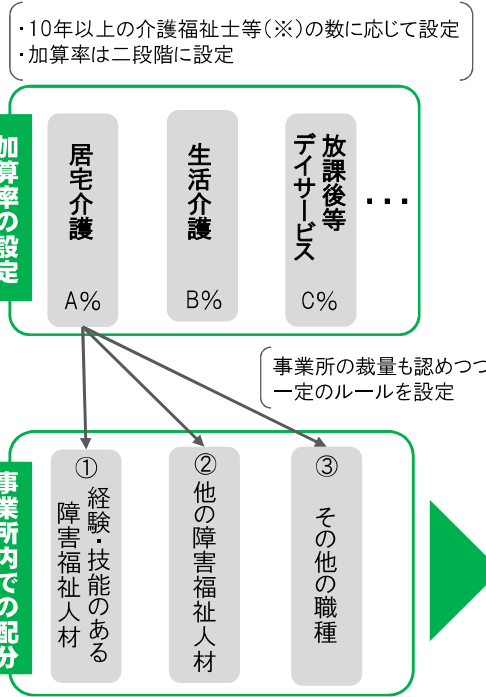 ・10年以上の介護福祉士等(※)の数に応じて設定
・加算率は二段階に設定
加算率の設定
居宅介護
A%
生活介護
B%
放課後等
デイサービス
C%
・・・
事業所の裁量も認めつつ
一定のルールを設定
事業所内での配分
①
経験・技能のある
障害福祉人材
②
他の障害福祉人材
③
その他の職種